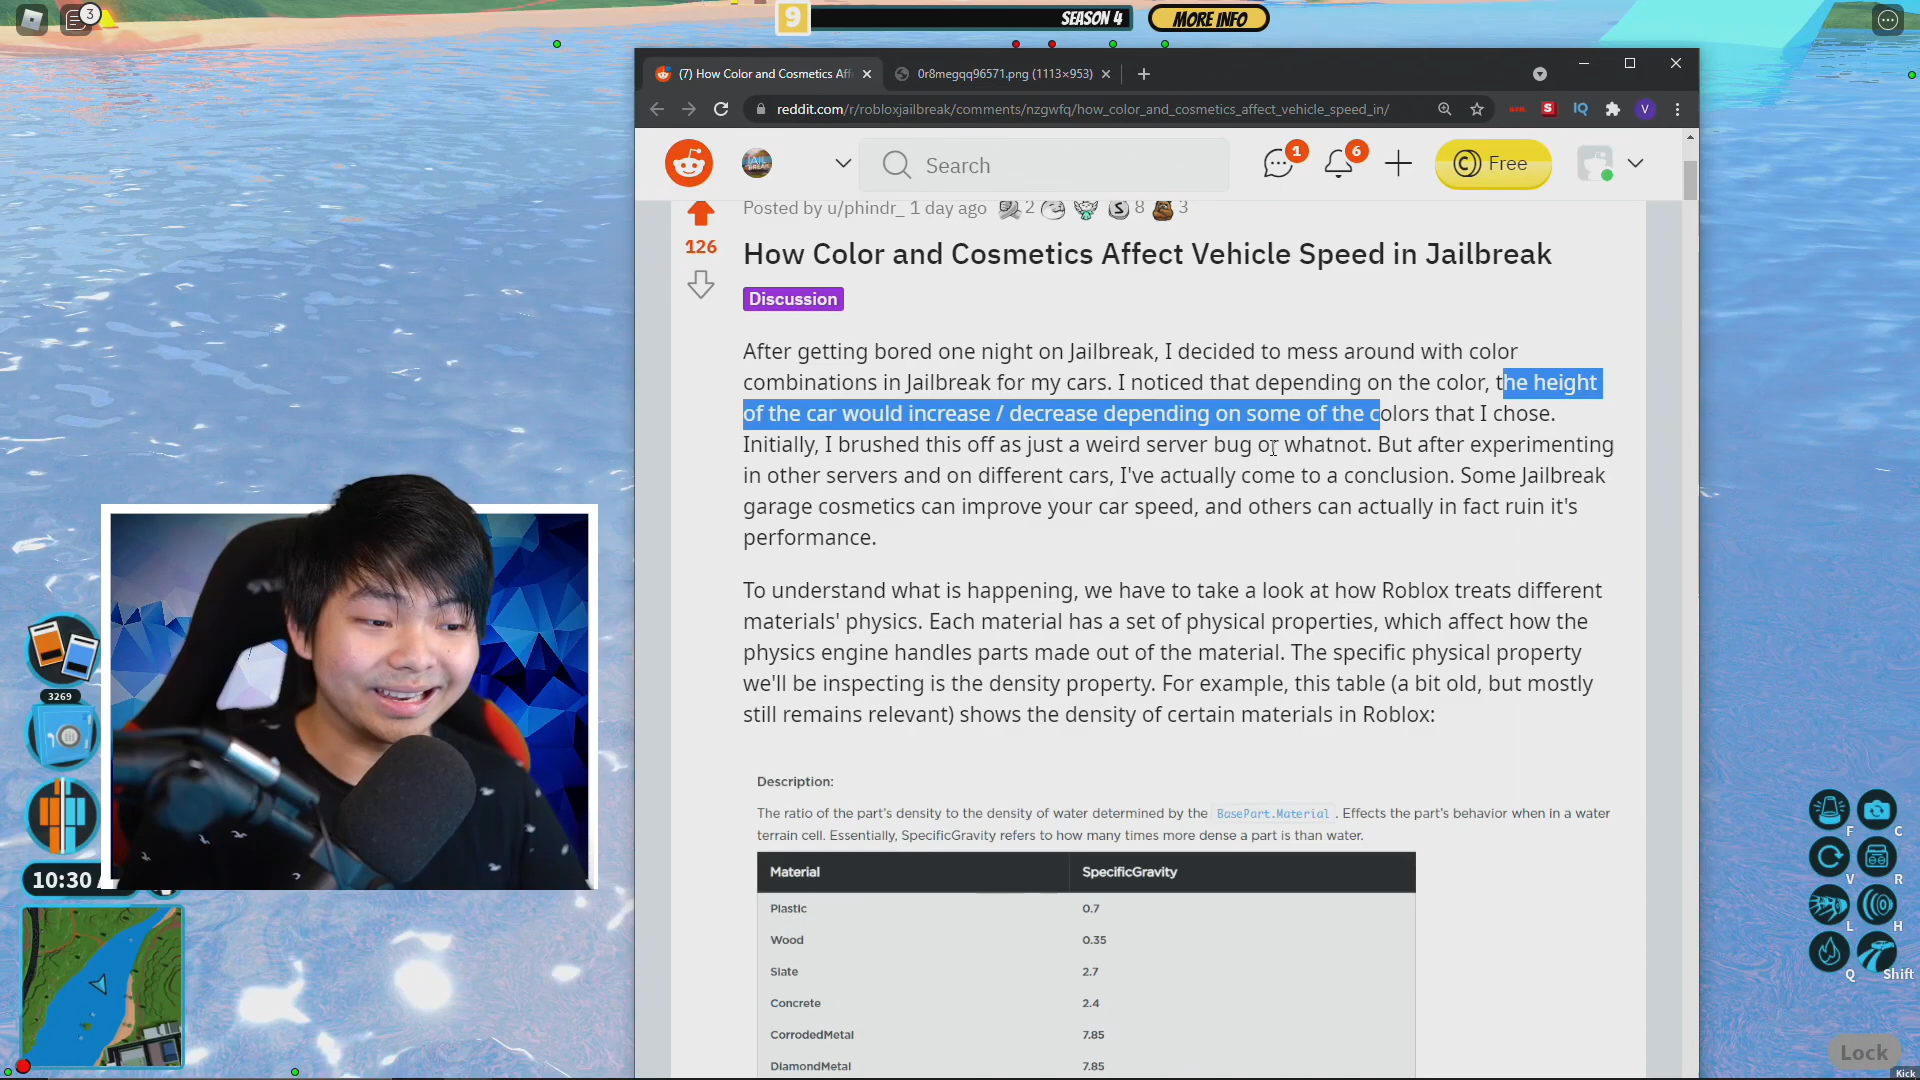 3
9
SEASON 4
MORE INFO
(7) How Color and Cosmetics Aff
0r8megqq96571.png (1113×953)
reddit.com/r/robloxjailbreak/comments/nzgwfq/how_color_and_cosmetics_affect_vehicle_speed_in/
S
IQ
V
JAIL
BREAK
Search
1
6
Free
Posted by u/phindr_ 1 day ago 2 S 8 3
126
How Color and Cosmetics Affect Vehicle Speed in Jailbreak
Discussion
After getting bored one night on Jailbreak, I decided to mess around with color
combinations in Jailbreak for my cars. I noticed that depending on the color, the height
of the car would increase / decrease depending on some of the colors that I chose.
Initially, I brushed this off as just a weird server bug or whatnot. But after experimenting
in other servers and on different cars, I've actually come to a conclusion. Some Jailbreak
garage cosmetics can improve your car speed, and others can actually in fact ruin it's
performance.
To understand what is happening, we have to take a look at how Roblox treats different
materials' physics. Each material has a set of physical properties, which affect how the
physics engine handles parts made out of the material. The specific physical property
we'll be inspecting is the density property. For example, this table (a bit old, but mostly
still remains relevant) shows the density of certain materials in Roblox:
Description:
The ratio of the part's density to the density of water determined by the BasePart.Material . Effects the part's behavior when in a water
terrain cell. Essentially, SpecificGravity refers to how many times more dense a part is than water.
Material SpecificGravity
Plastic 0.7
Wood 0.35
Slate 2.7
Concrete 2.4
CorrodedMetal 7.85
DiamondMetal 7.85
3269
10:30
F
C
V
R
L
H
Q
Shift
Lock
Kick